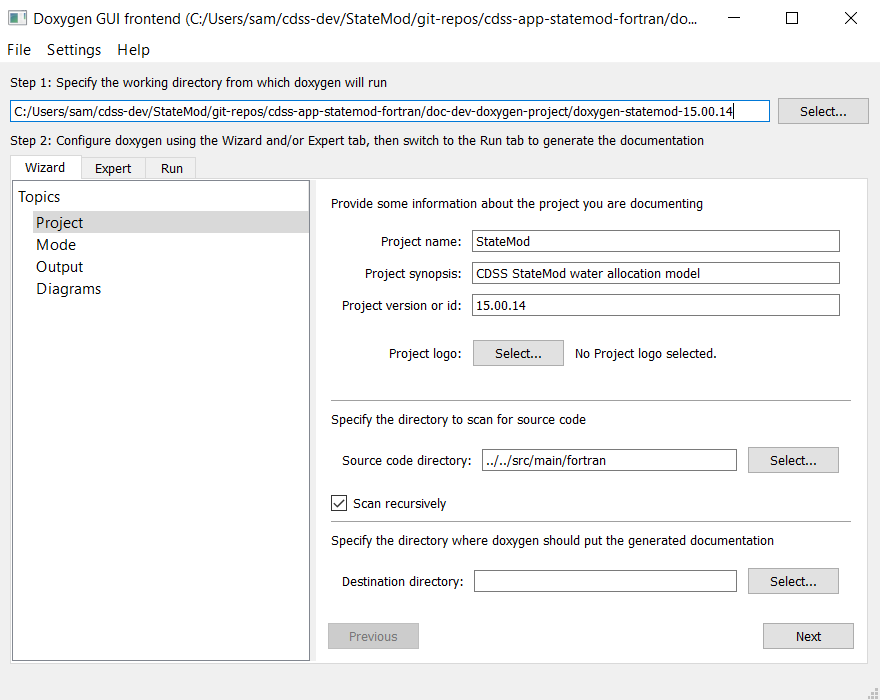 Doxygen GUI frontend (C:/Users/sam/cdss-dev/StateMod/git-repos/cdss-app-statemod-fortran/do...
File Settings Help
Step 1: Specify the working directory from which doxygen will run
C:/Users/sam/cdss-dev/StateMod/git-repos/cdss-app-statemod-fortran/doc-dev-doxygen-project/doxygen-statemod-15.00.14 Select...
Step 2: Configure doxygen using the Wizard and/or Expert tab, then switch to the Run tab to generate the documentation
Wizard Expert Run
Topics
Project
Mode
Output
Diagrams
Provide some information about the project you are documenting
Project name: StateMod
Project synopsis: CDSS StateMod water allocation model
Project version or id: 15.00.14
Project logo: Select... No Project logo selected.
Specify the directory to scan for source code
Source code directory: ../../src/main/fortran Select...
Scan recursively
Specify the directory where doxygen should put the generated documentation
Destination directory: Select...
Previous Next